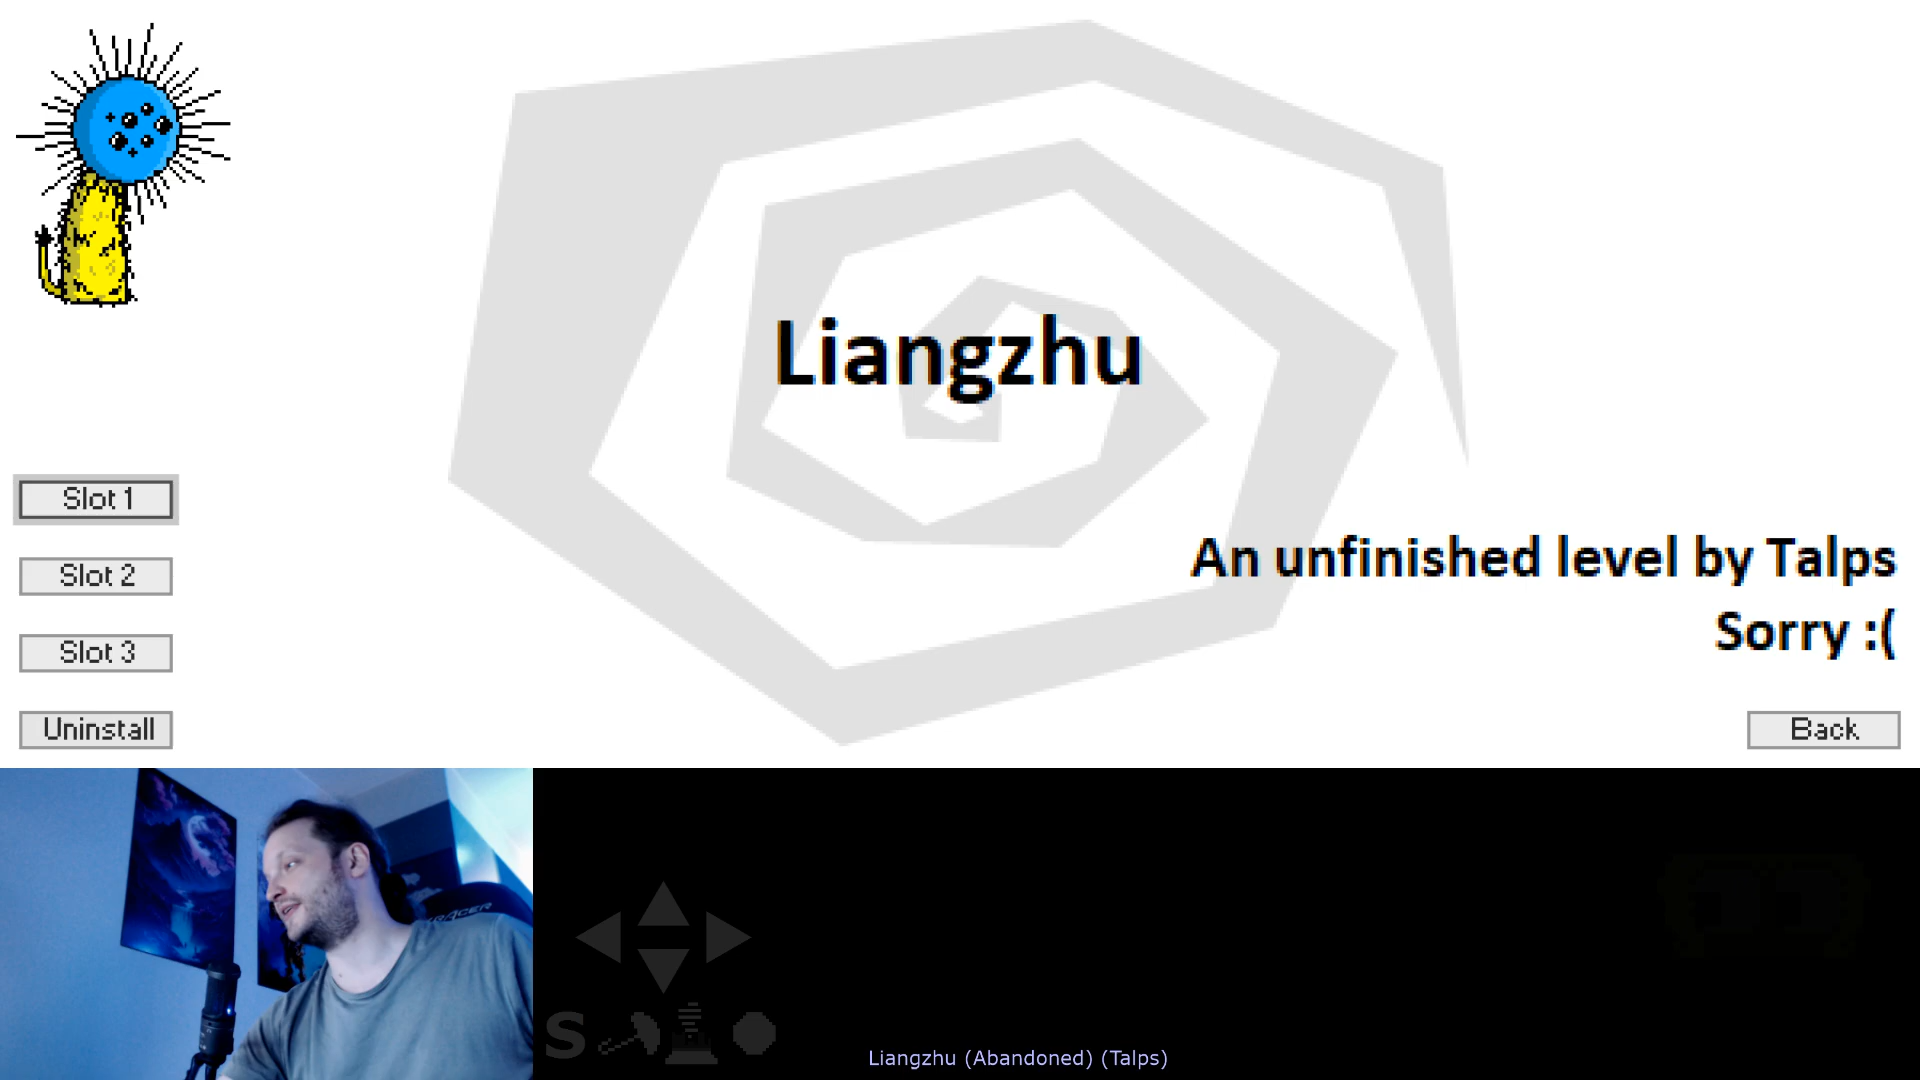 Liangzhu
An unfinished level by Talps
Sorry :(
Slot 1
Slot 2
Slot 3
Uninstall
Back
S
Liangzhu (Abandoned) (Talps)